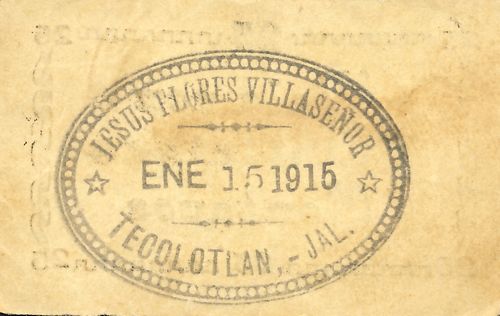 JESUS FLORES VILLASEÑOR
ENE 15 1915
TECOLOTLAN,-JAL.